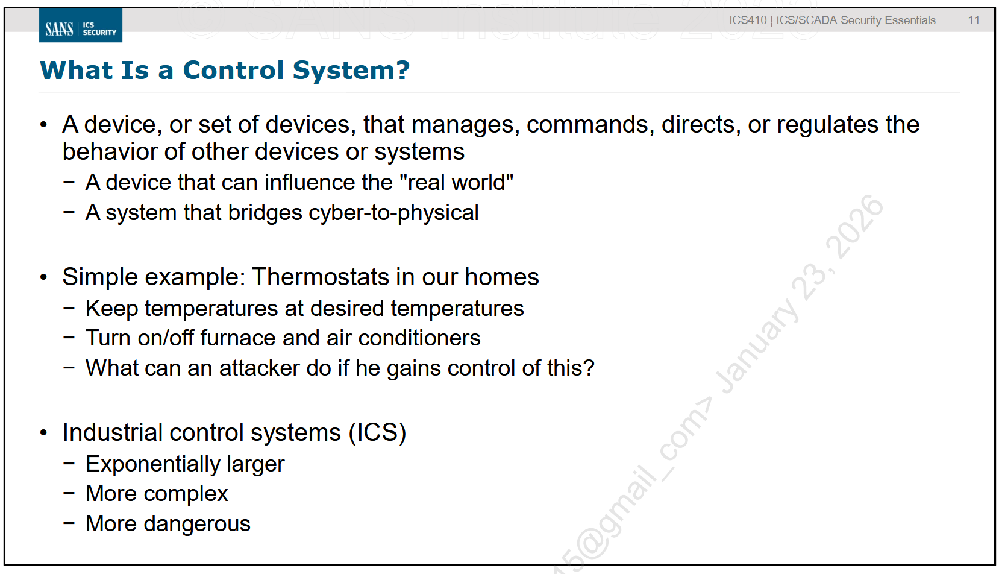 © SANS Institute 2026
SANS ICS SECURITY
ICS410 | ICS/SCADA Security Essentials 11
What Is a Control System?
• A device, or set of devices, that manages, commands, directs, or regulates the
behavior of other devices or systems
− A device that can influence the "real world"
− A system that bridges cyber-to-physical
• Simple example: Thermostats in our homes
− Keep temperatures at desired temperatures
− Turn on/off furnace and air conditioners
− What can an attacker do if he gains control of this?
• Industrial control systems (ICS)
− Exponentially larger
− More complex
− More dangerous
15@gmail_com> January 23, 2026